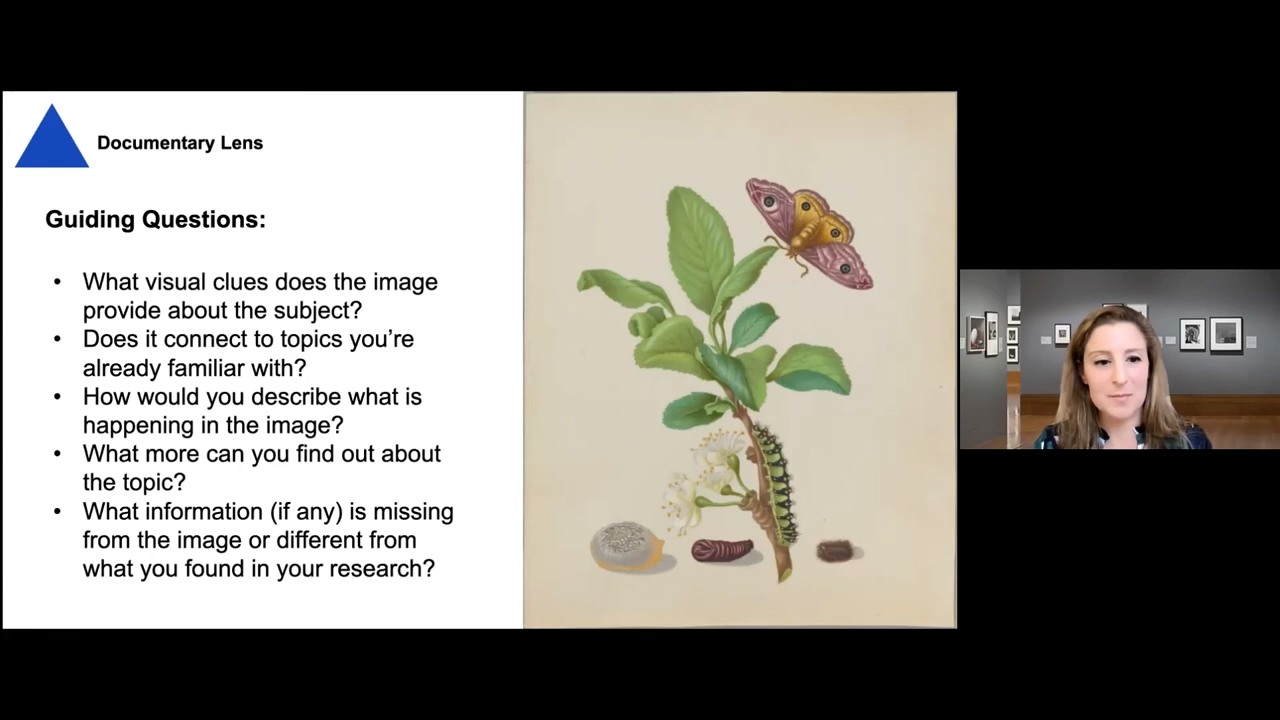 Documentary Lens
Guiding Questions:
• What visual clues does the image
provide about the subject?
• Does it connect to topics you’re
already familiar with?
• How would you describe what is
happening in the image?
• What more can you find out about
the topic?
• What information (if any) is missing
from the image or different from
what you found in your research?